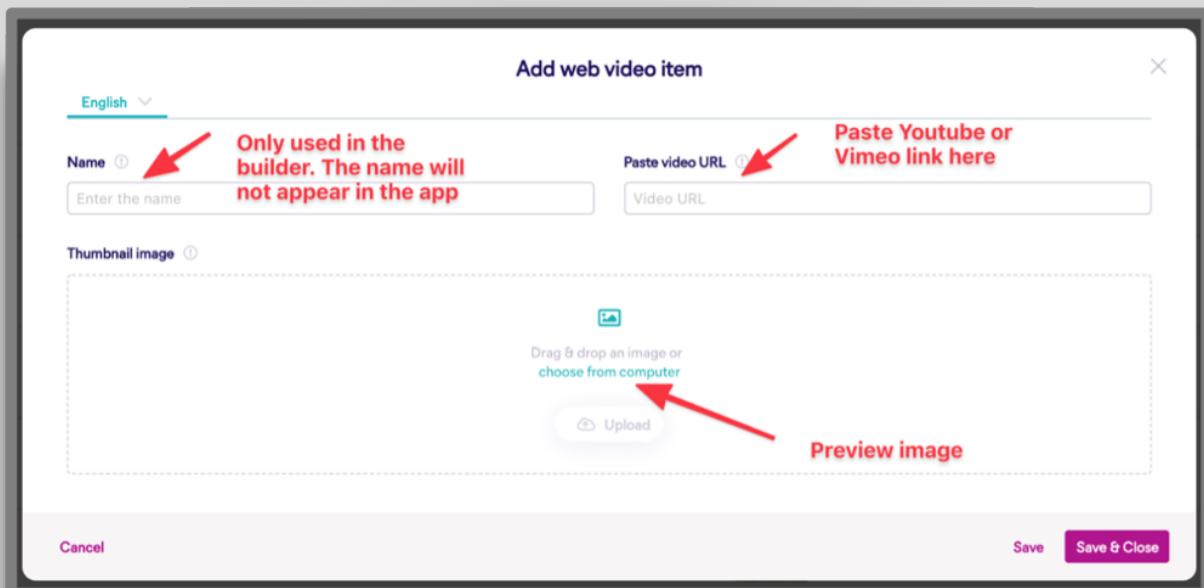 Add web video item
English
Only used in the
builder. The name will
not appear in the app
Paste Youtube or
Vimeo link here
Name
Paste video URL
Enter the name
Video URL
Thumbnail image
Drag & drop an image or
choose from computer
Upload
Preview image
Cancel
Save
Save & Close